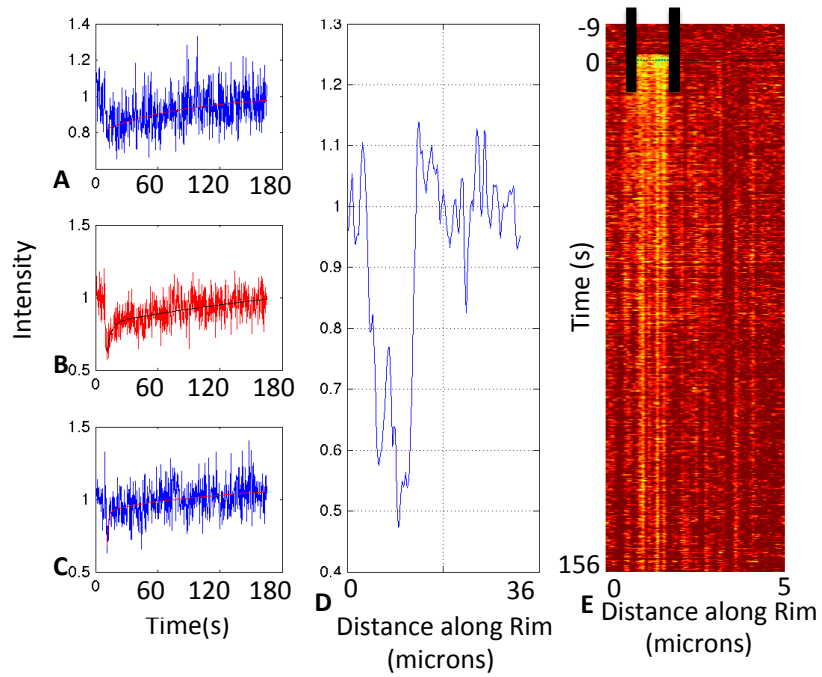 Intensity
1.4
1.2
1
0.8
A
0 60 120 180
1.5
1
0.5
B
0 60 120 180
1.5
1
0.5
C
0 60 120 180
Time(s)
1.3
1.2
1.1
1
0.9
0.8
0.7
0.6
0.5
0.4
D
0 36
Distance along Rim
(microns)
-9
0
Time (s)
156
0 5
E Distance along Rim
(microns)